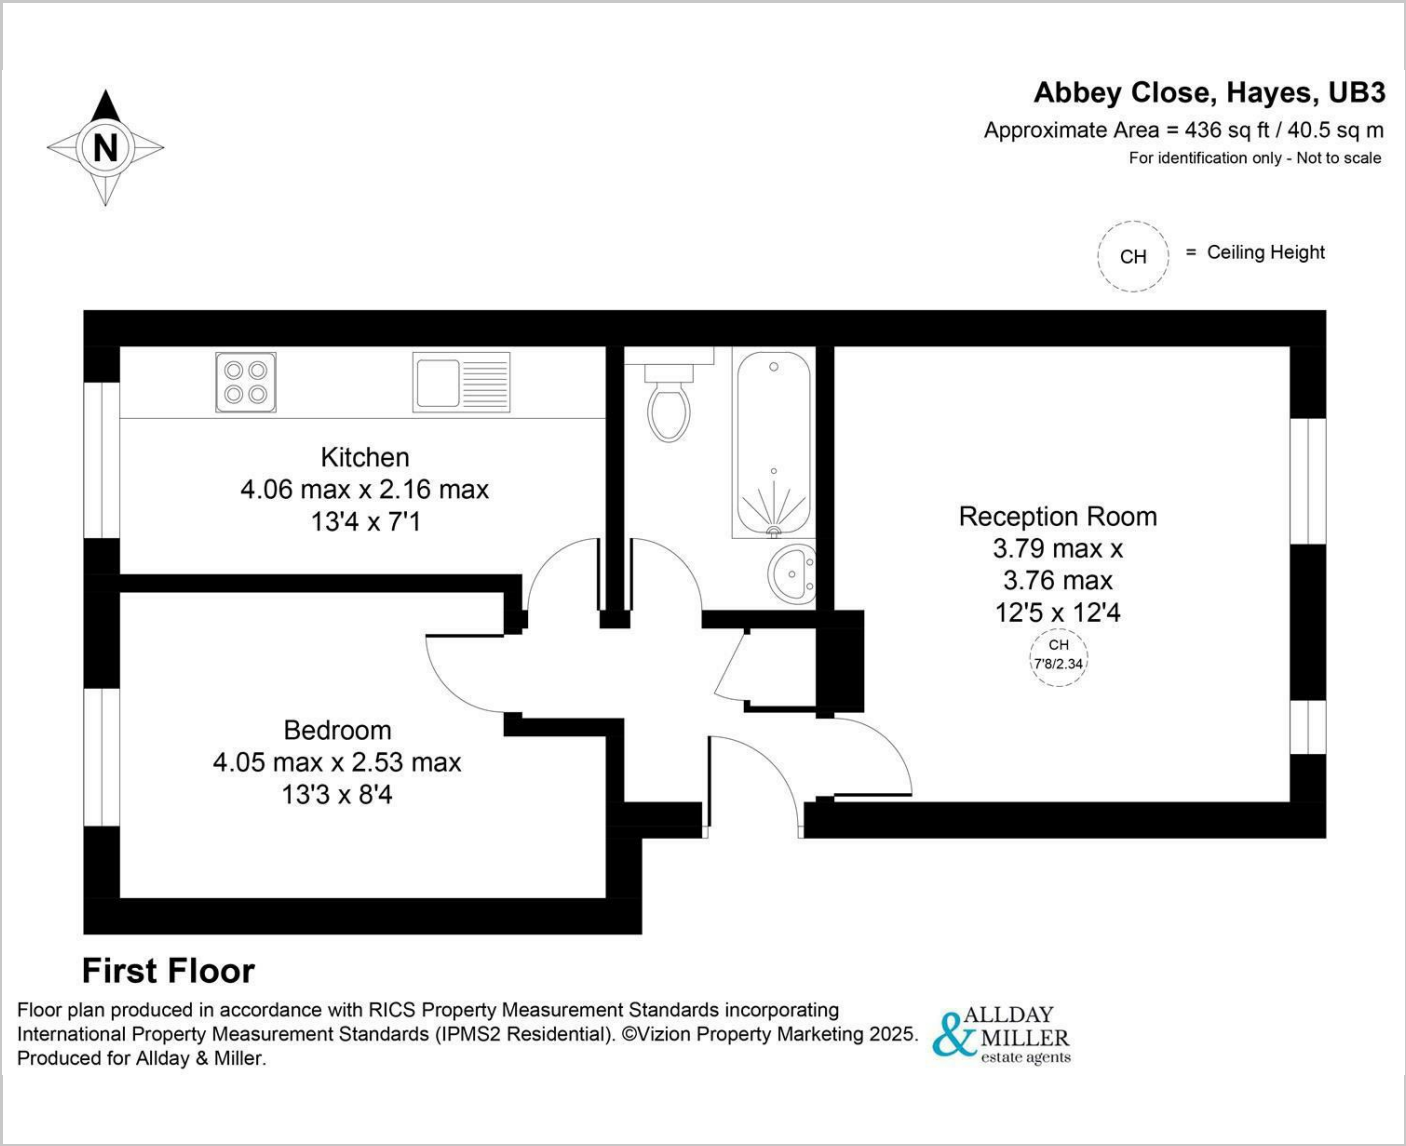 N
Abbey Close, Hayes, UB3
Approximate Area = 436 sq ft / 40.5 sq m
For identification only - Not to scale
CH = Ceiling Height
Kitchen
4.06 max x 2.16 max
13'4 x 7'1
Reception Room
3.79 max x
3.76 max
12'5 x 12'4
CH
7'8/2.34
Bedroom
4.05 max x 2.53 max
13'3 x 8'4
First Floor
Floor plan produced in accordance with RICS Property Measurement Standards incorporating
International Property Measurement Standards (IPMS2 Residential). ©Vizion Property Marketing 2025.
Produced for Allday & Miller.
ALLDAY
& MILLER
estate agents